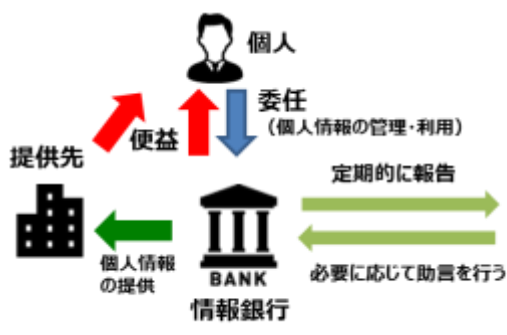 個人
委任
（個人情報の管理・利用）
便益
提供先
定期的に報告
個人情報
の提供
BANK
情報銀行
必要に応じて助言を行う